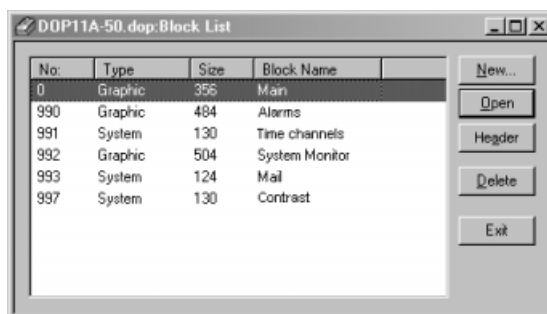 DOP11A-50.dop:Block List
No: Type Size Block Name
0 Graphic 356 Main
990 Graphic 484 Alarms
991 System 130 Time channels
992 Graphic 504 System Monitor
993 System 124 Mail
997 System 130 Contrast
New...
Open
Header
Delete
Exit